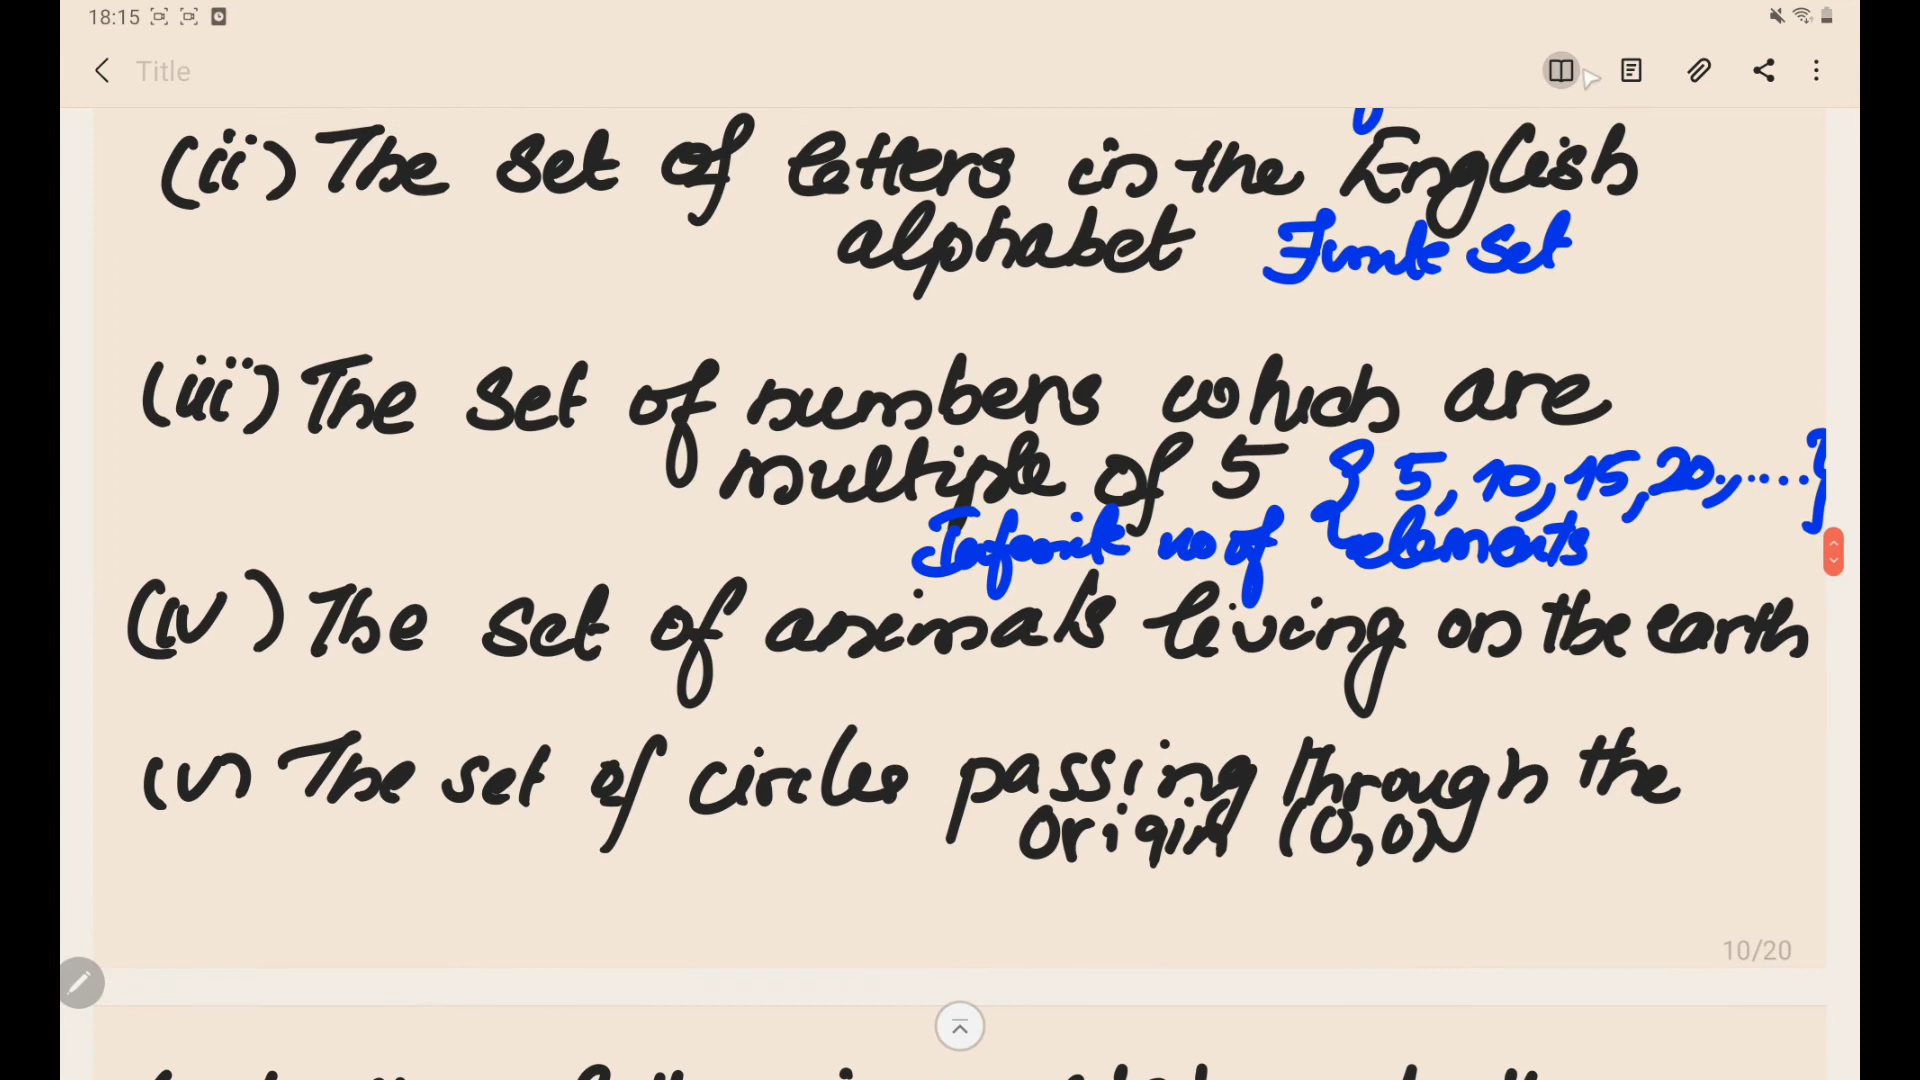 18:15
Title
(ii) The set of letters in the English
alphabet Finite set
(iii) The set of numbers which are
multiple of 5 { 5, 10, 15, 20, ..... }
Infinite no of elements
(iv) The set of animals living on the earth
(v) The set of circles passing through the
origin (0,0)
10/20